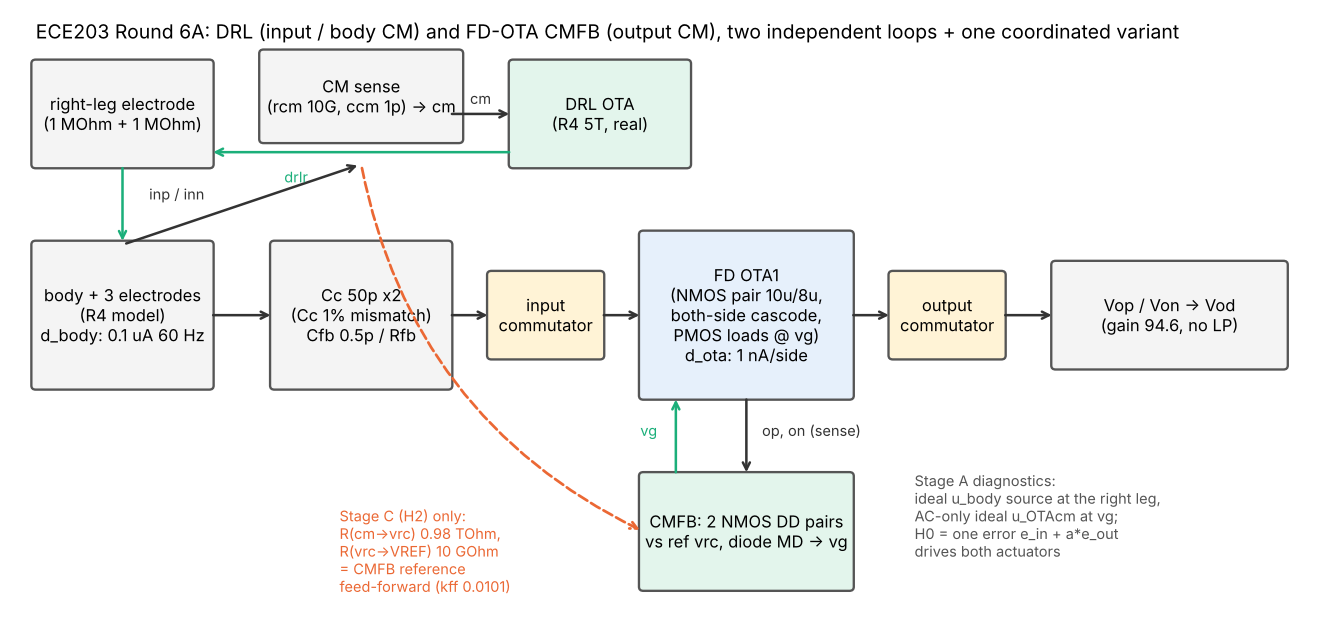 ECE203 Round 6A: DRL (input / body CM) and FD-OTA CMFB (output CM), two independent loops + one coordinated variant
right-leg electrode
(1 MOhm + 1 MOhm)
CM sense
(rcm 10G, ccm 1p) → cm
cm
DRL OTA
(R4 5T, real)
drlr
inp / inn
body + 3 electrodes
(R4 model)
d_body: 0.1 uA 60 Hz
Cc 50p x2
(Cc 1% mismatch)
Cfb 0.5p / Rfb
input
commutator
FD OTA1
(NMOS pair 10u/8u,
both-side cascode,
PMOS loads @ vg)
d_ota: 1 nA/side
output
commutator
Vop / Von → Vod
(gain 94.6, no LP)
vg
op, on (sense)
CMFB: 2 NMOS DD pairs
vs ref vrc, diode MD → vg
Stage A diagnostics:
ideal u_body source at the right leg,
AC-only ideal u_OTAcm at vg;
H0 = one error e_in + a*e_out
drives both actuators
Stage C (H2) only:
R(cm→vrc) 0.98 TOhm,
R(vrc→VREF) 10 GOhm
= CMFB reference
feed-forward (kff 0.0101)